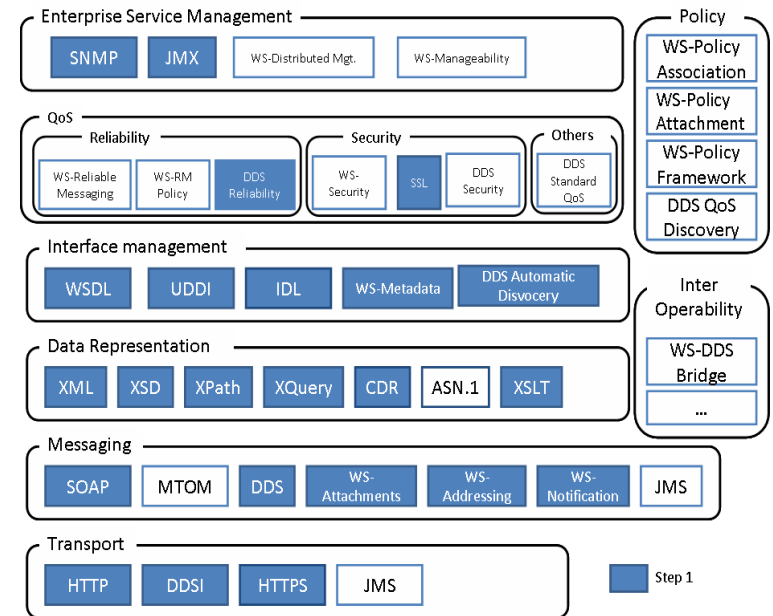 Enterprise Service Management
SNMP
JMX
WS-Distributed Mgt.
WS-Manageability
QoS
Reliability
WS-Reliable
Messaging
WS-RM
Policy
DDS
Reliability
Security
WS-
Security
SSL
DDS
Security
Others
DDS
Standard
QoS
Interface management
WSDL
UDDI
IDL
WS-Metadata
DDS Automatic
Disvocery
Data Representation
XML
XSD
XPath
XQuery
CDR
ASN.1
XSLT
Messaging
SOAP
MTOM
DDS
WS-
Attachments
WS-
Addressing
WS-
Notification
JMS
Transport
HTTP
DDSI
HTTPS
JMS
Policy
WS-Policy
Association
WS-Policy
Attachment
WS-Policy
Framework
DDS QoS
Discovery
Inter
Operability
WS-DDS
Bridge
...
Step 1